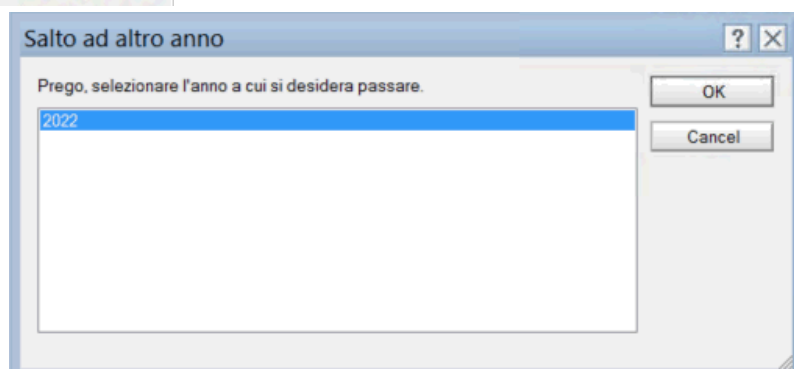 Salto ad altro anno
Prego, selezionare l'anno a cui si desidera passare.
OK
2022
Cancel